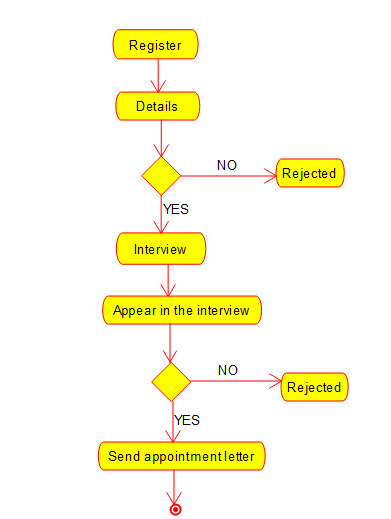 Register
Details
NO
Rejected
YES
Interview
Appear in the interview
NO
Rejected
YES
Send appointment letter